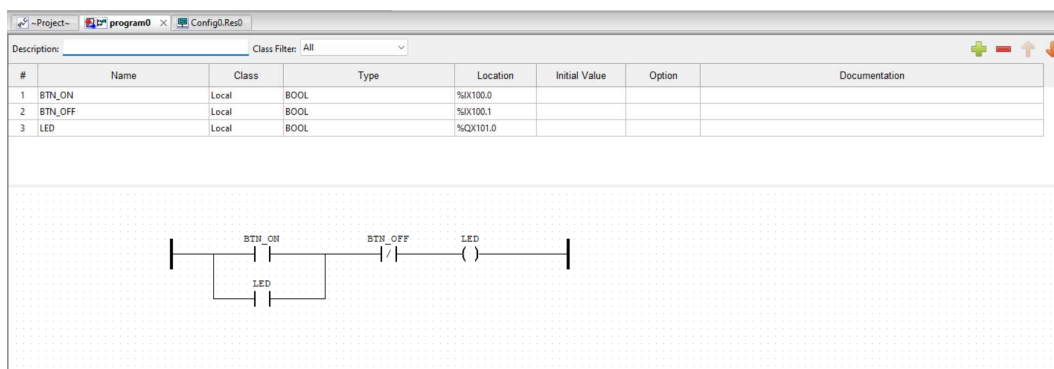 ~Project~ program0 Config0.Res0
Description: Class Filter: All
# Name Class Type Location Initial Value Option Documentation
1 BTN_ON Local BOOL %IX100.0
2 BTN_OFF Local BOOL %IX100.1
3 LED Local BOOL %QX101.0
BTN_ON BTN_OFF LED
LED